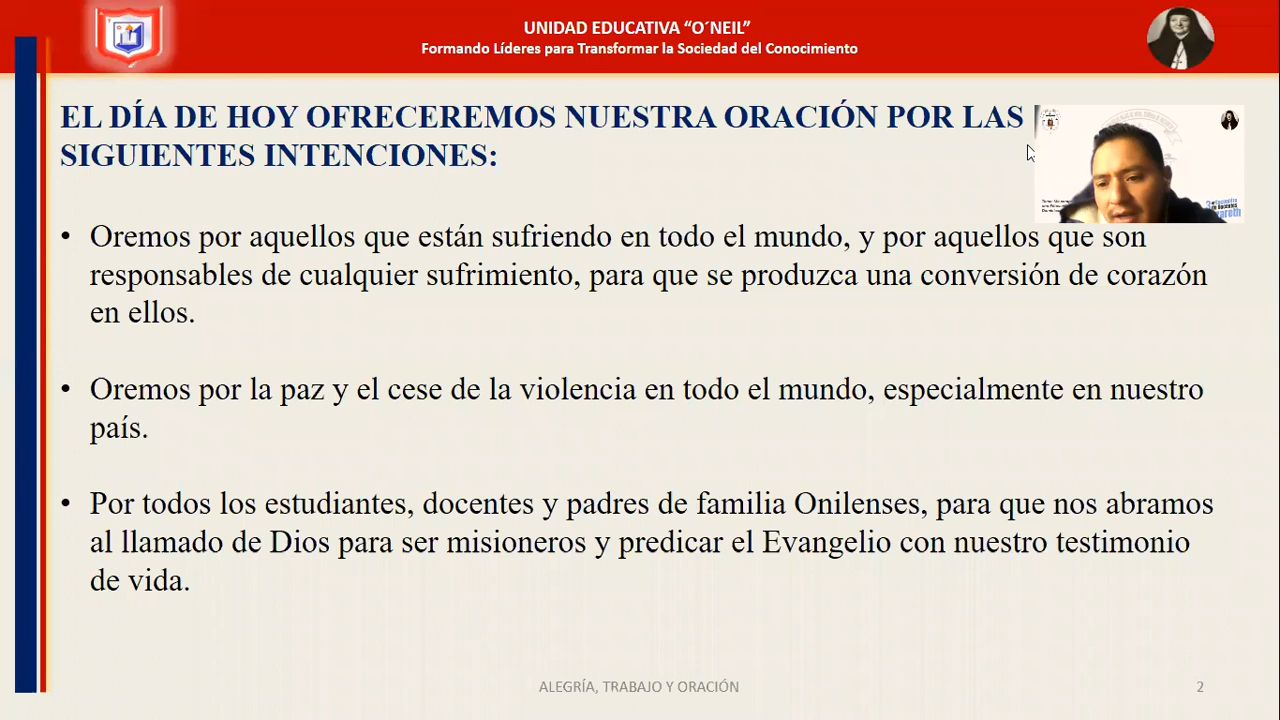 UNIDAD EDUCATIVA “O´NEIL”
Formando Líderes para Transformar la Sociedad del Conocimiento
EL DÍA DE HOY OFRECEREMOS NUESTRA ORACIÓN POR LAS
SIGUIENTES INTENCIONES:
• Oremos por aquellos que están sufriendo en todo el mundo, y por aquellos que son
responsables de cualquier sufrimiento, para que se produzca una conversión de corazón
en ellos.
• Oremos por la paz y el cese de la violencia en todo el mundo, especialmente en nuestro
país.
• Por todos los estudiantes, docentes y padres de familia Onilenses, para que nos abramos
al llamado de Dios para ser misioneros y predicar el Evangelio con nuestro testimonio
de vida.
ALEGRÍA, TRABAJO Y ORACIÓN
2